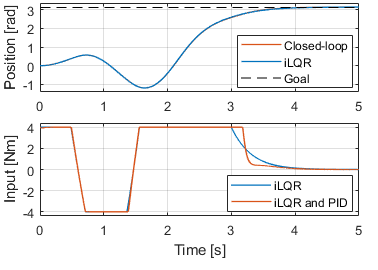 Position [rad]
3
2
1
0
-1
Closed-loop
iLQR
Goal
0 1 2 3 4 5
Input [Nm]
4
2
0
-2
-4
iLQR
iLQR and PID
0 1 2 3 4 5
Time [s]